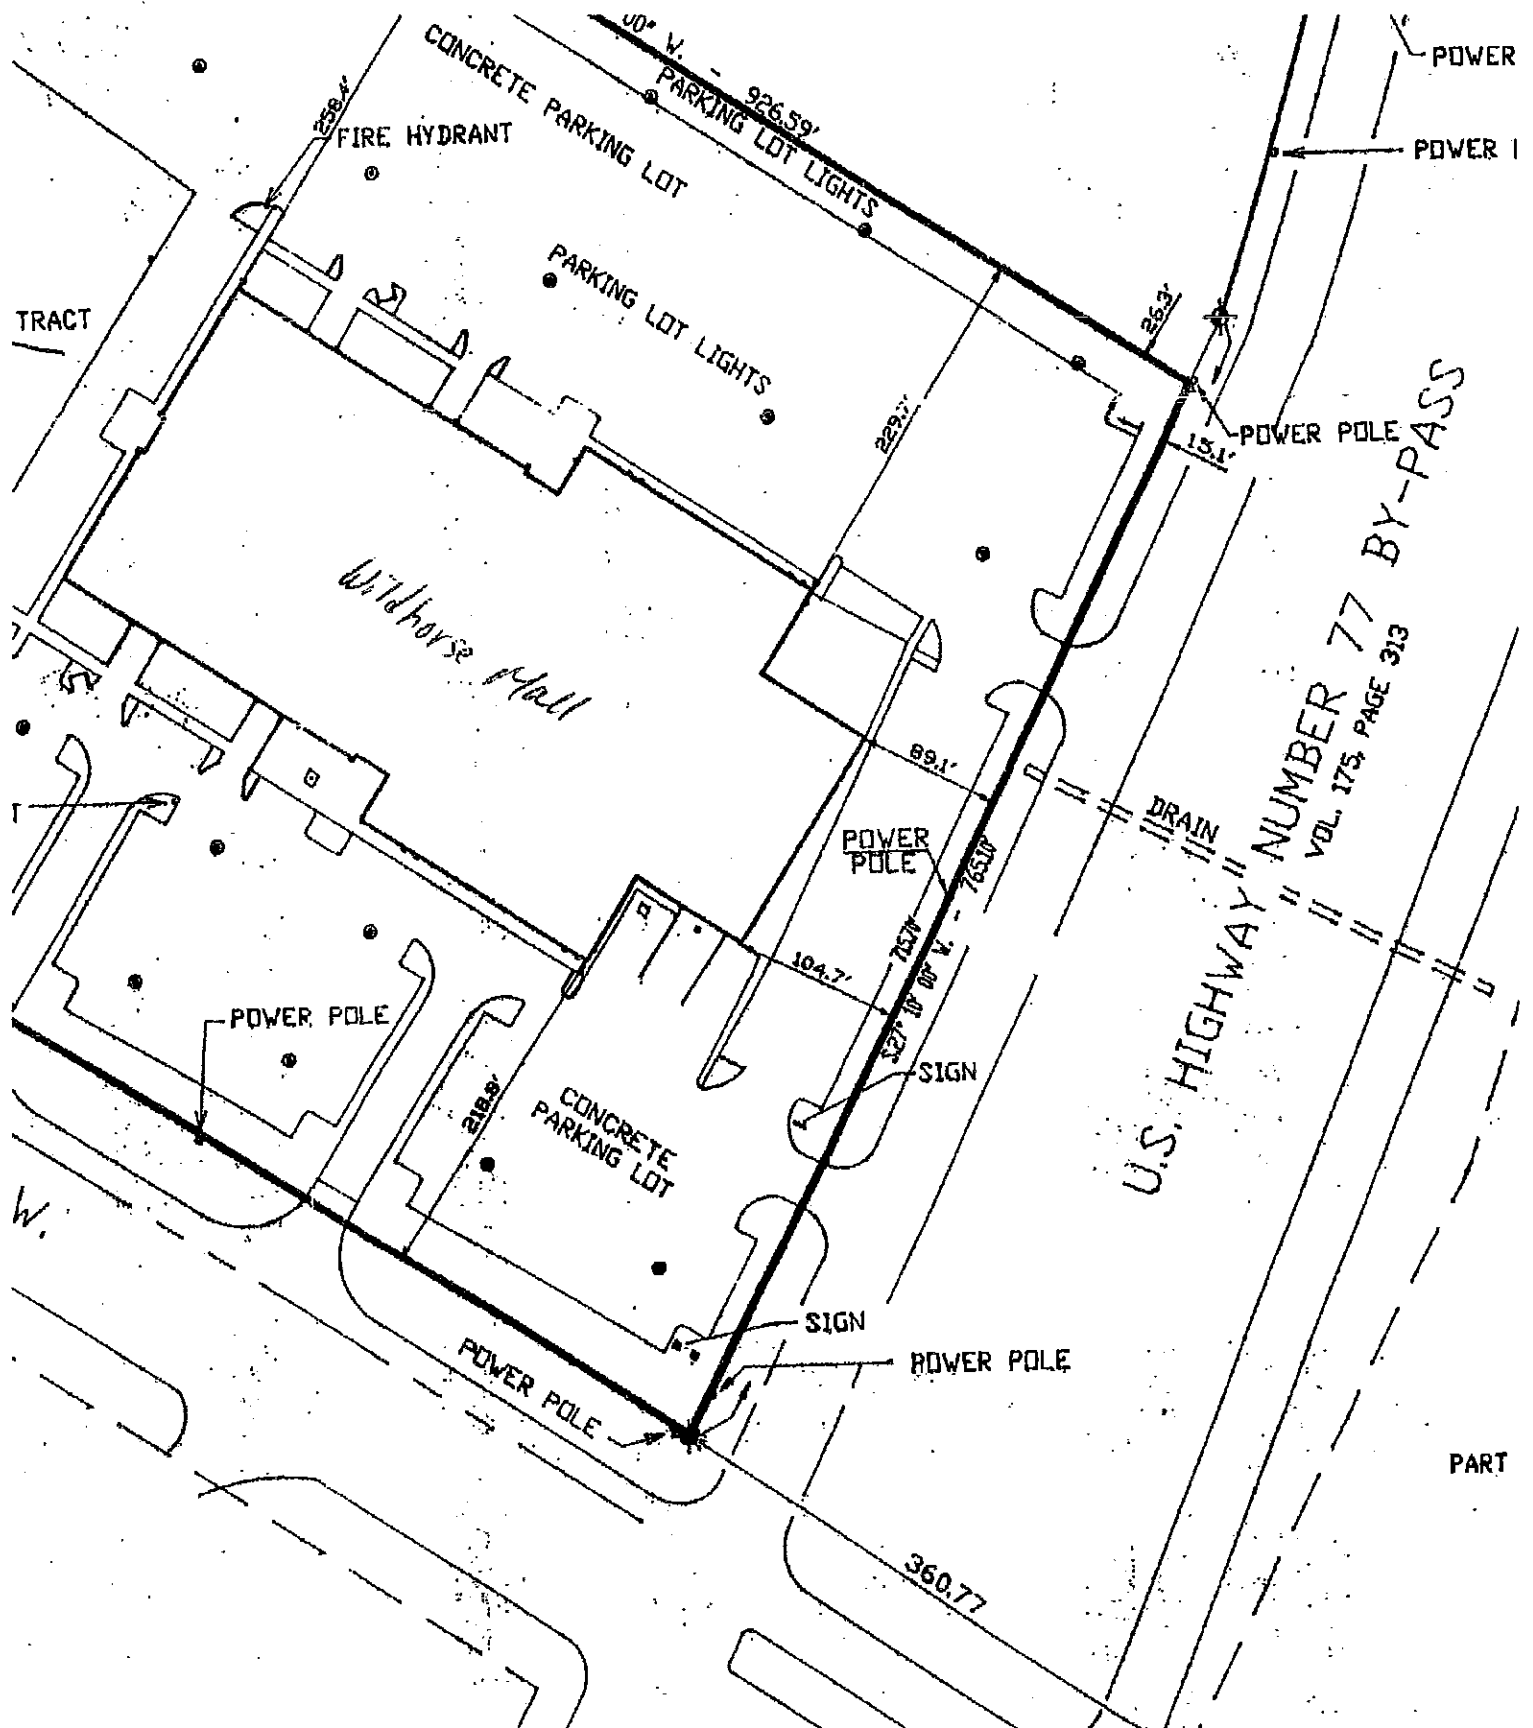 00" W. - 926.59'
POWER
CONCRETE PARKING LOT
PARKING LOT LIGHTS
258.4'
FIRE HYDRANT
POWER
PARKING LOT LIGHTS
TRACT
26.3'
229.7'
POWER POLE
15.1'
Wildhorse Mall
U.S. HIGHWAY NUMBER 77 BY-PASS
VOL. 175, PAGE 313
89.1'
DRAIN
POWER
POLE
104.7'
S27° 10' 00" W. - 765.10'
POWER POLE
SIGN
218.8'
CONCRETE
PARKING LOT
W.
SIGN
POWER POLE
POWER POLE
PART
360.77